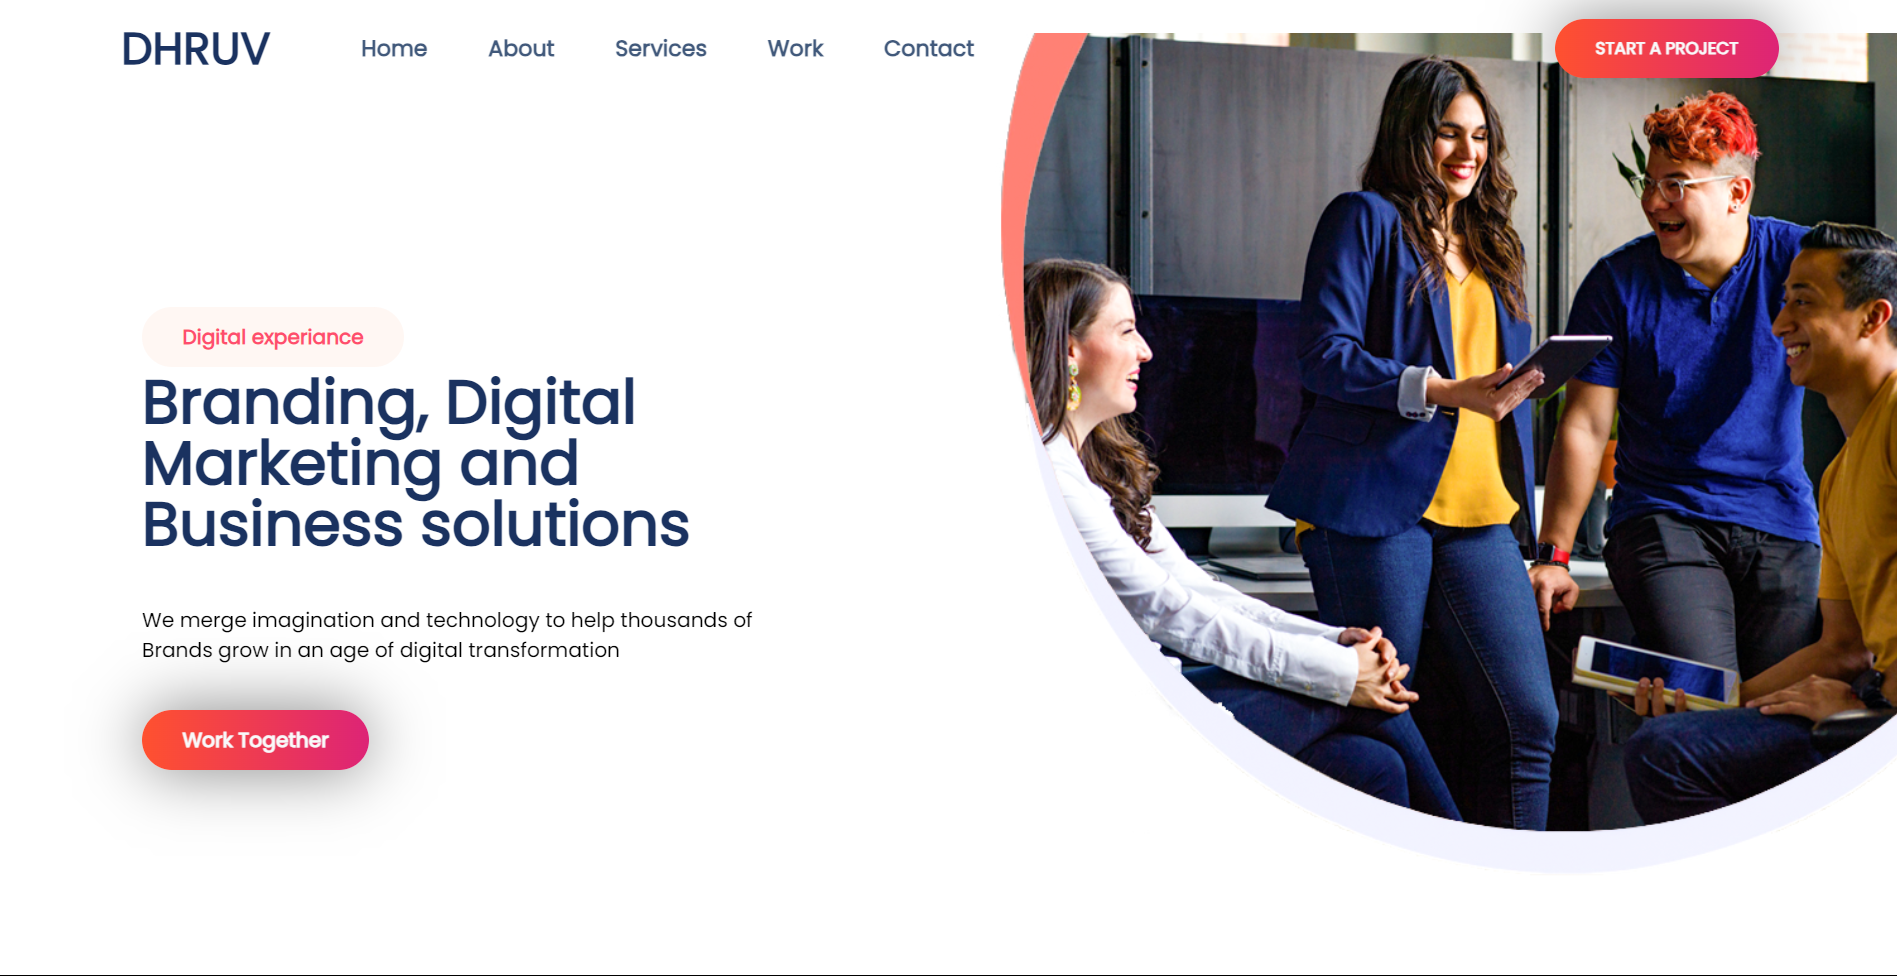 DHRUV
Home
About
Services
Work
Contact
START A PROJECT
Digital experiance
Branding, Digital
Marketing and
Business solutions
We merge imagination and technology to help thousands of
Brands grow in an age of digital transformation
Work Together